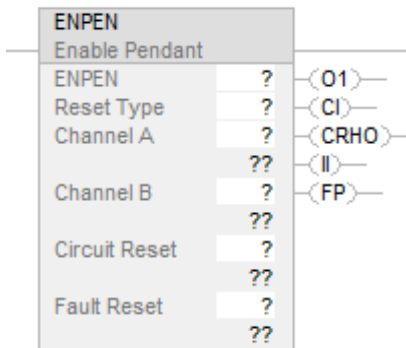 ENPEN
Enable Pendant
ENPEN ? O1
Reset Type ? CI
Channel A ? CRHO
?? II
Channel B ? FP
??
Circuit Reset ?
??
Fault Reset ?
??